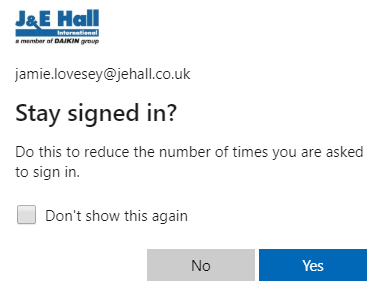 J&E Hall
International
a member of DAIKIN group
jamie.lovesey@jehall.co.uk
Stay signed in?
Do this to reduce the number of times you are asked
to sign in.
Don't show this again
No
Yes